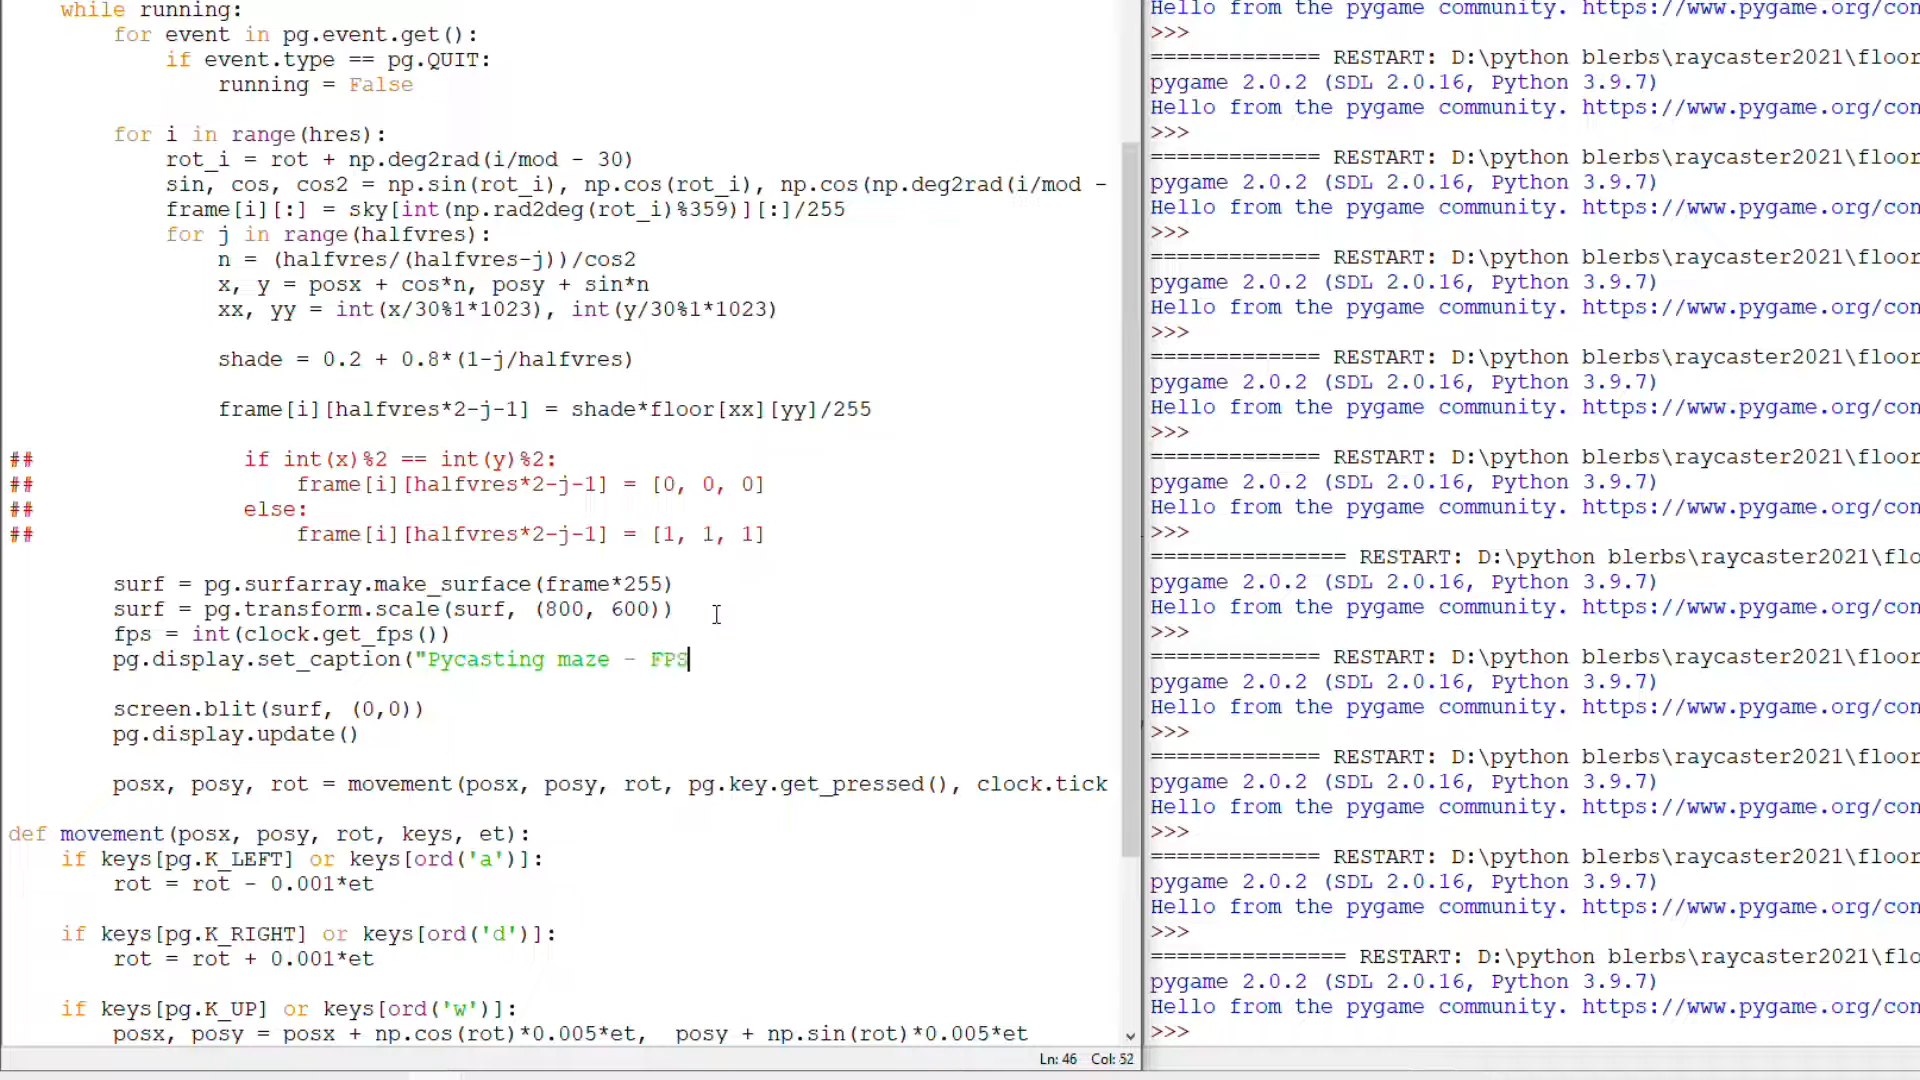 while running:
for event in pg.event.get():
if event.type == pg.QUIT:
running = False
for i in range(hres):
rot_i = rot + np.deg2rad(i/mod - 30)
sin, cos, cos2 = np.sin(rot_i), np.cos(rot_i), np.cos(np.deg2rad(i/mod -
frame[i][:] = sky[int(np.rad2deg(rot_i)%359)][:]/255
for j in range(halfvres):
n = (halfvres/(halfvres-j))/cos2
x, y = posx + cos*n, posy + sin*n
xx, yy = int(x/30%1*1023), int(y/30%1*1023)
shade = 0.2 + 0.8*(1-j/halfvres)
frame[i][halfvres*2-j-1] = shade*floor[xx][yy]/255
## if int(x)%2 == int(y)%2:
## frame[i][halfvres*2-j-1] = [0, 0, 0]
## else:
## frame[i][halfvres*2-j-1] = [1, 1, 1]
surf = pg.surfarray.make_surface(frame*255)
surf = pg.transform.scale(surf, (800, 600))
fps = int(clock.get_fps())
pg.display.set_caption("Pycasting maze - FPS
screen.blit(surf, (0,0))
pg.display.update()
posx, posy, rot = movement(posx, posy, rot, pg.key.get_pressed(), clock.tick
def movement(posx, posy, rot, keys, et):
if keys[pg.K_LEFT] or keys[ord('a')]:
rot = rot - 0.001*et
if keys[pg.K_RIGHT] or keys[ord('d')]:
rot = rot + 0.001*et
if keys[pg.K_UP] or keys[ord('w')]:
posx, posy = posx + np.cos(rot)*0.005*et, posy + np.sin(rot)*0.005*et
Ln: 46 Col: 52
Hello from the pygame community. https://www.pygame.org/con
>>>
============= RESTART: D:\python blerbs\raycaster2021\floor
pygame 2.0.2 (SDL 2.0.16, Python 3.9.7)
Hello from the pygame community. https://www.pygame.org/con
>>>
============= RESTART: D:\python blerbs\raycaster2021\floor
pygame 2.0.2 (SDL 2.0.16, Python 3.9.7)
Hello from the pygame community. https://www.pygame.org/con
>>>
============= RESTART: D:\python blerbs\raycaster2021\floor
pygame 2.0.2 (SDL 2.0.16, Python 3.9.7)
Hello from the pygame community. https://www.pygame.org/con
>>>
============= RESTART: D:\python blerbs\raycaster2021\floor
pygame 2.0.2 (SDL 2.0.16, Python 3.9.7)
Hello from the pygame community. https://www.pygame.org/con
>>>
============= RESTART: D:\python blerbs\raycaster2021\floor
pygame 2.0.2 (SDL 2.0.16, Python 3.9.7)
Hello from the pygame community. https://www.pygame.org/con
>>>
=============== RESTART: D:\python blerbs\raycaster2021\flo
pygame 2.0.2 (SDL 2.0.16, Python 3.9.7)
Hello from the pygame community. https://www.pygame.org/con
>>>
============= RESTART: D:\python blerbs\raycaster2021\floor
pygame 2.0.2 (SDL 2.0.16, Python 3.9.7)
Hello from the pygame community. https://www.pygame.org/con
>>>
============= RESTART: D:\python blerbs\raycaster2021\floor
pygame 2.0.2 (SDL 2.0.16, Python 3.9.7)
Hello from the pygame community. https://www.pygame.org/con
>>>
============= RESTART: D:\python blerbs\raycaster2021\floor
pygame 2.0.2 (SDL 2.0.16, Python 3.9.7)
Hello from the pygame community. https://www.pygame.org/con
>>>
=============== RESTART: D:\python blerbs\raycaster2021\flo
pygame 2.0.2 (SDL 2.0.16, Python 3.9.7)
Hello from the pygame community. https://www.pygame.org/con
>>>